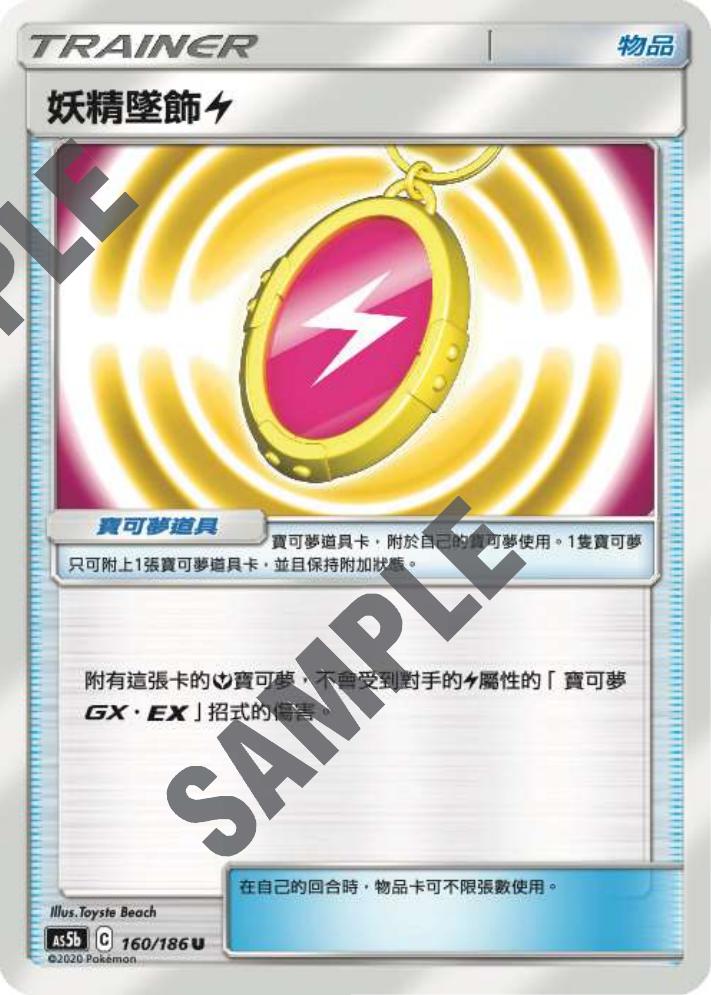 TRAINER
物品
妖精墜飾
寶可夢道具
寶可夢道具卡，附於自己的寶可夢使用。1隻寶可夢
只可附上1張寶可夢道具卡，並且保持附加狀態。
附有這張卡的寶可夢，不會受到對手的屬性的「寶可夢
GX・EX」招式的傷害。
在自己的回合時，物品卡可不限張數使用。
Illus.Toyste Beach
AS5b C 160/186 U
©2020 Pokémon
PLE
SAMPLE